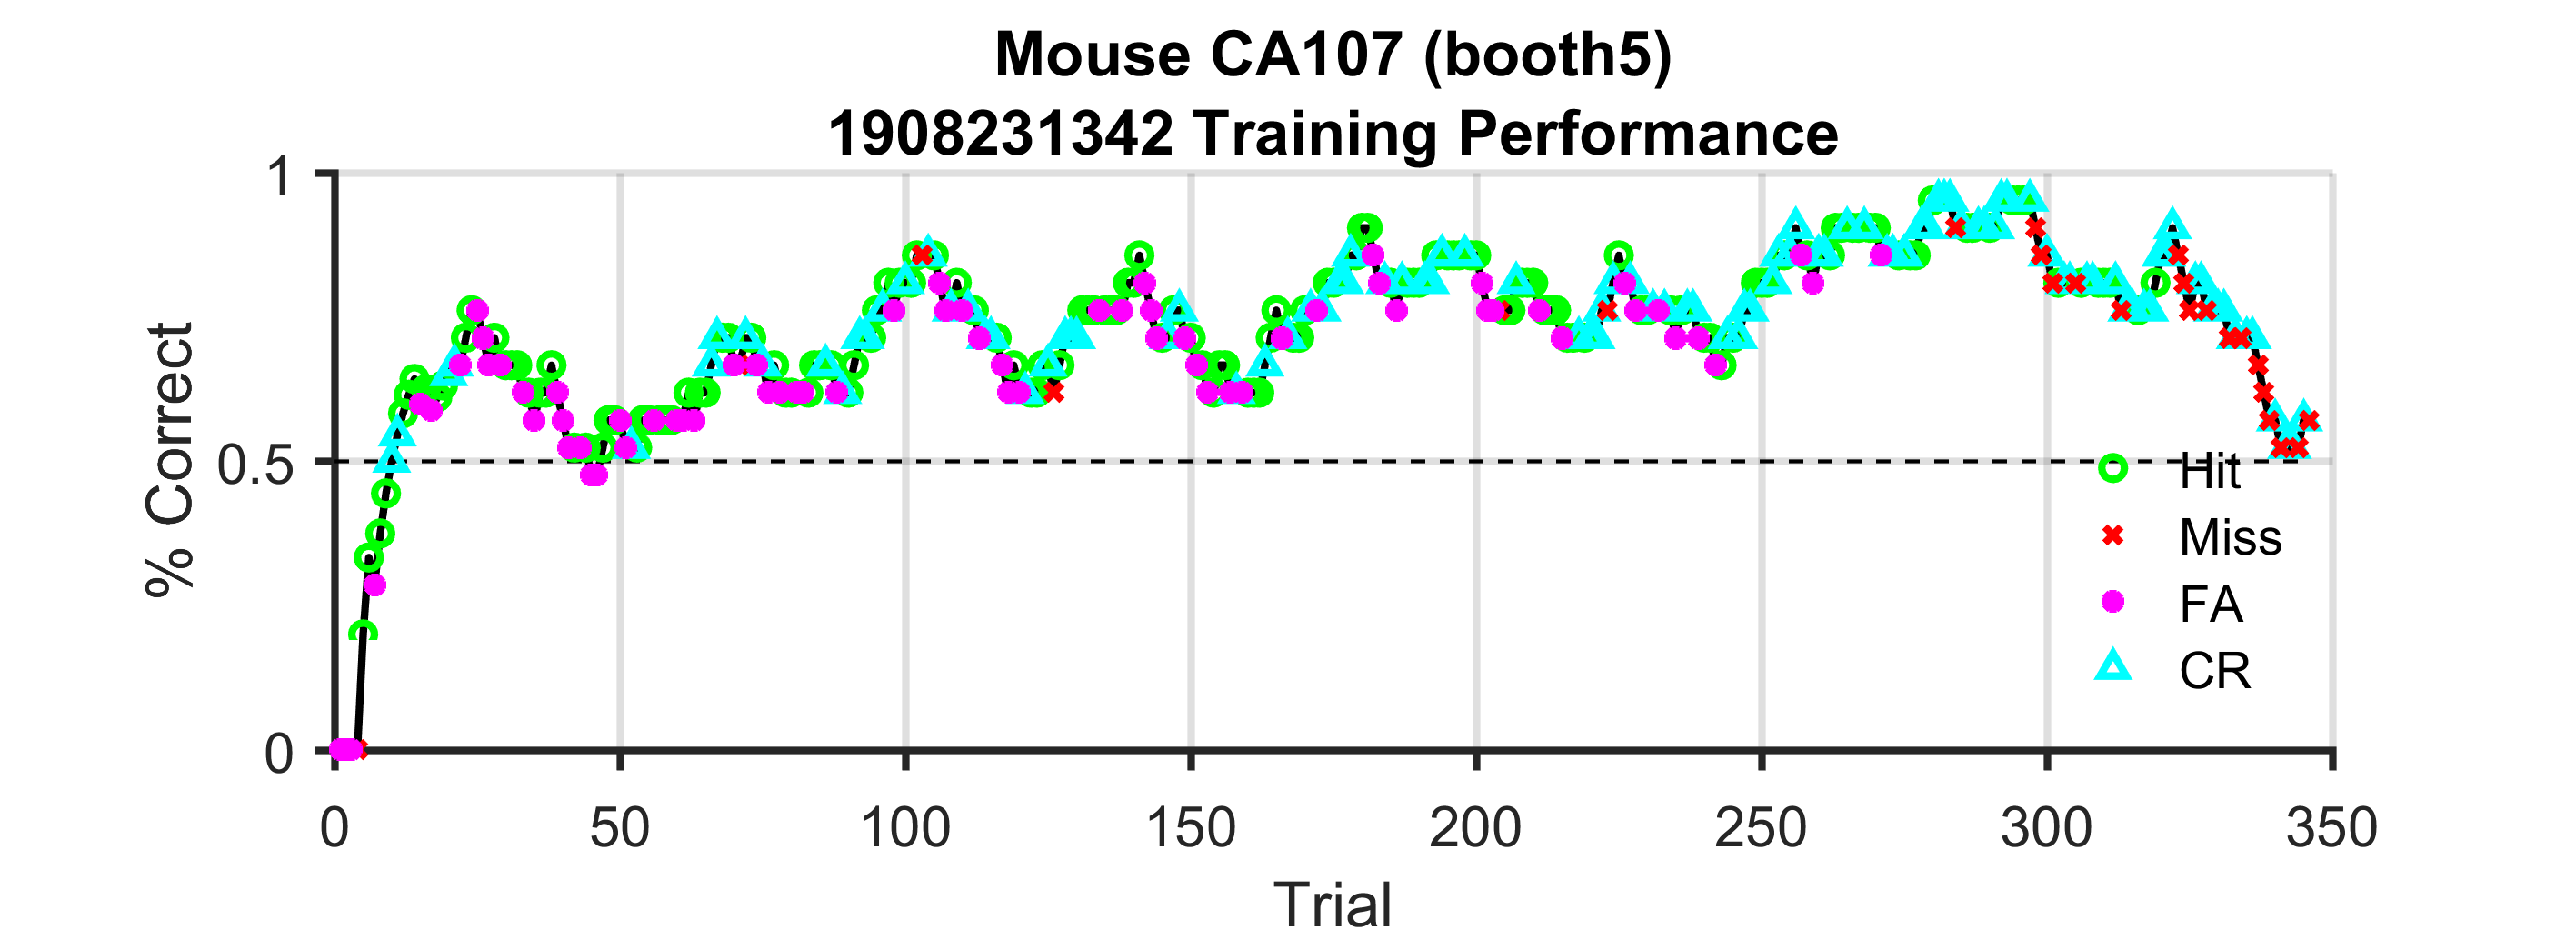 Mouse CA107 (booth5)
1908231342 Training Performance
% Correct
1
0.5
0
0
50
100
150
200
250
300
350
Trial
Hit
Miss
FA
CR